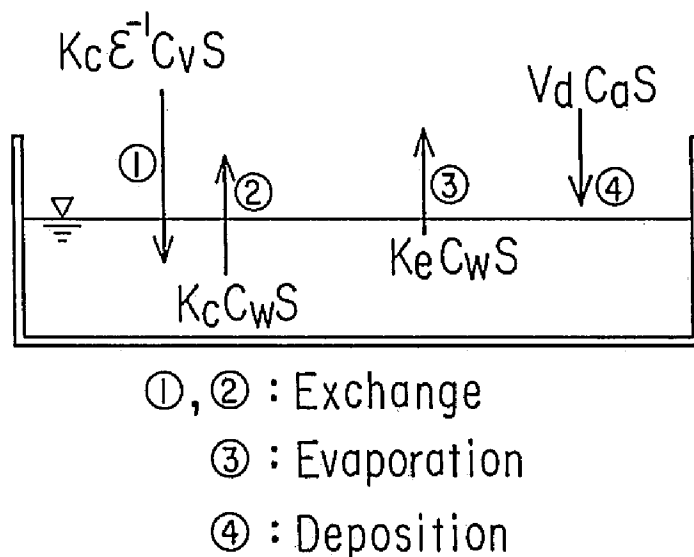 Kcε⁻¹CvS
VdCaS
①
②
③
④
KeCwS
KcCwS
①,② : Exchange
③ : Evaporation
④ : Deposition